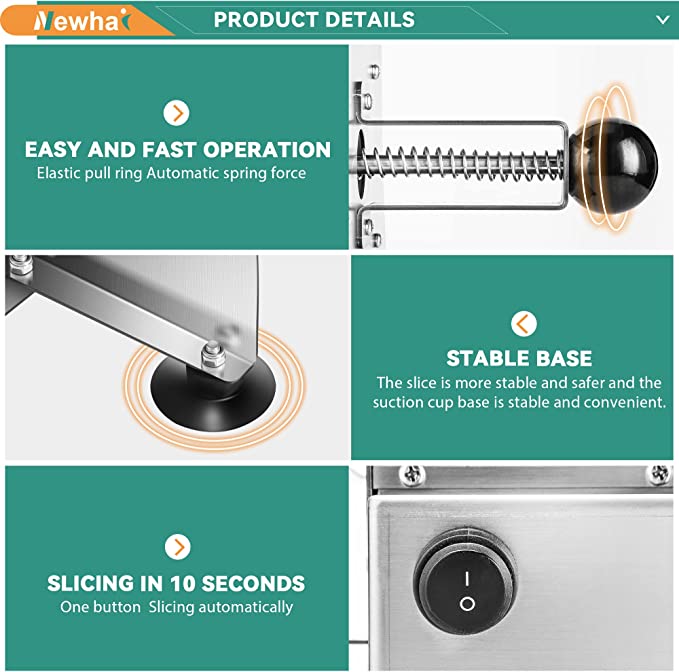 Newhai
PRODUCT DETAILS
EASY AND FAST OPERATION
Elastic pull ring Automatic spring force
STABLE BASE
The slice is more stable and safer and the
suction cup base is stable and convenient.
SLICING IN 10 SECONDS
One button Slicing automatically
I
O